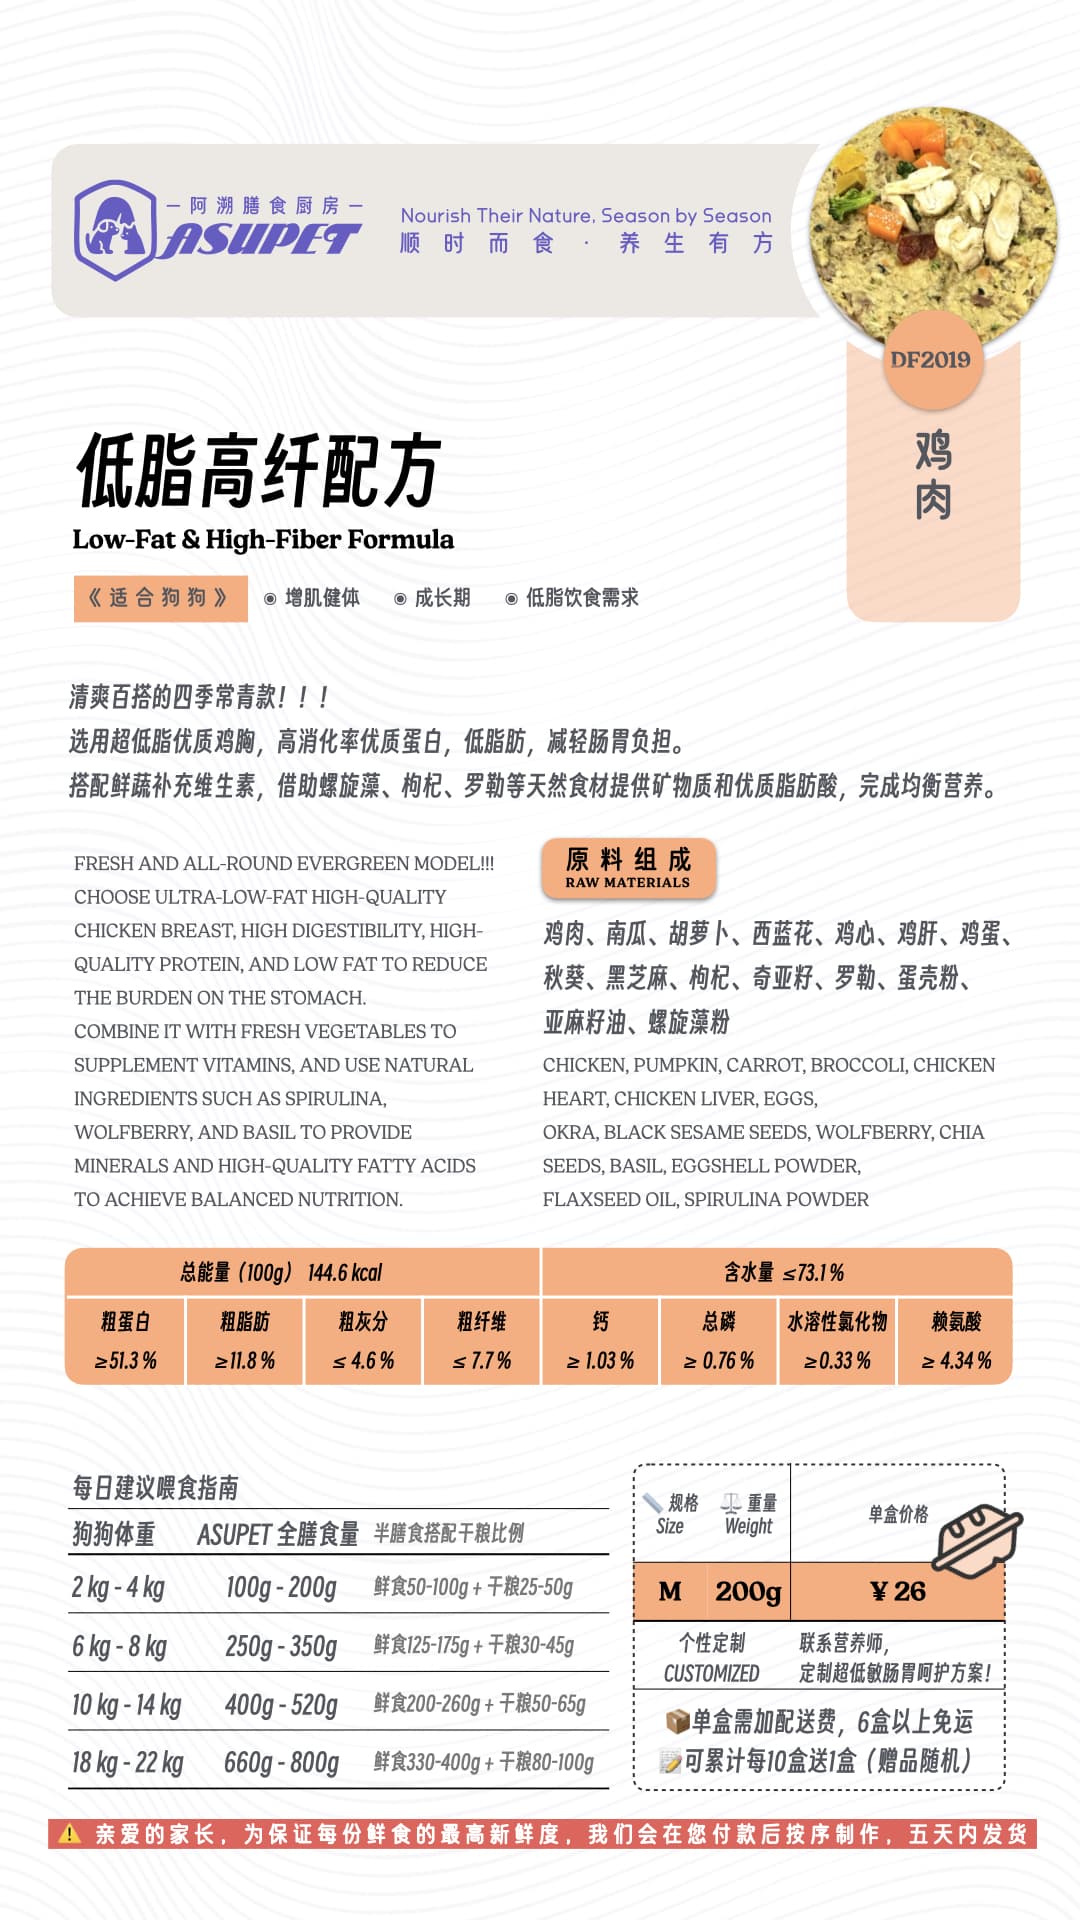 —阿溯膳食厨房—
ASUPET
Nourish Their Nature, Season by Season
顺时而食·养生有方
DF2019
鸡肉
低脂高纤配方
Low-Fat & High-Fiber Formula
《适合狗狗》 ◉ 增肌健体 ◉ 成长期 ◉ 低脂饮食需求
清爽百搭的四季常青款！！！
选用超低脂优质鸡胸，高消化率优质蛋白，低脂肪，减轻肠胃负担。
搭配鲜蔬补充维生素，借助螺旋藻、枸杞、罗勒等天然食材提供矿物质和优质脂肪酸，完成均衡营养。
FRESH AND ALL-ROUND EVERGREEN MODEL!!!
CHOOSE ULTRA-LOW-FAT HIGH-QUALITY
CHICKEN BREAST, HIGH DIGESTIBILITY, HIGH-
QUALITY PROTEIN, AND LOW FAT TO REDUCE
THE BURDEN ON THE STOMACH.
COMBINE IT WITH FRESH VEGETABLES TO
SUPPLEMENT VITAMINS, AND USE NATURAL
INGREDIENTS SUCH AS SPIRULINA,
WOLFBERRY, AND BASIL TO PROVIDE
MINERALS AND HIGH-QUALITY FATTY ACIDS
TO ACHIEVE BALANCED NUTRITION.
原料组成
RAW MATERIALS
鸡肉、南瓜、胡萝卜、西蓝花、鸡心、鸡肝、鸡蛋、
秋葵、黑芝麻、枸杞、奇亚籽、罗勒、蛋壳粉、
亚麻籽油、螺旋藻粉
CHICKEN, PUMPKIN, CARROT, BROCCOLI, CHICKEN
HEART, CHICKEN LIVER, EGGS,
OKRA, BLACK SESAME SEEDS, WOLFBERRY, CHIA
SEEDS, BASIL, EGGSHELL POWDER,
FLAXSEED OIL, SPIRULINA POWDER
总能量（100g） 144.6 kcal 含水量 ≤73.1 %
粗蛋白 粗脂肪 粗灰分 粗纤维 钙 总磷 水溶性氯化物 赖氨酸
≥51.3 % ≥11.8 % ≤ 4.6 % ≤ 7.7 % ≥ 1.03 % ≥ 0.76 % ≥0.33 % ≥ 4.34 %
每日建议喂食指南
狗狗体重 ASUPET 全膳食量 半膳食搭配干粮比例
2 kg - 4 kg 100g - 200g 鲜食50-100g + 干粮25-50g
6 kg - 8 kg 250g - 350g 鲜食125-175g + 干粮30-45g
10 kg - 14 kg 400g - 520g 鲜食200-260g + 干粮50-65g
18 kg - 22 kg 660g - 800g 鲜食330-400g + 干粮80-100g
📏 规格 ⚖️ 重量 单盒价格
Size Weight
M 200g ¥ 26
个性定制 联系营养师，
CUSTOMIZED 定制超低敏肠胃呵护方案！
📦单盒需加配送费，6盒以上免运
📝可累计每10盒送1盒（赠品随机）
⚠️ 亲爱的家长，为保证每份鲜食的最高新鲜度，我们会在您付款后按序制作，五天内发货